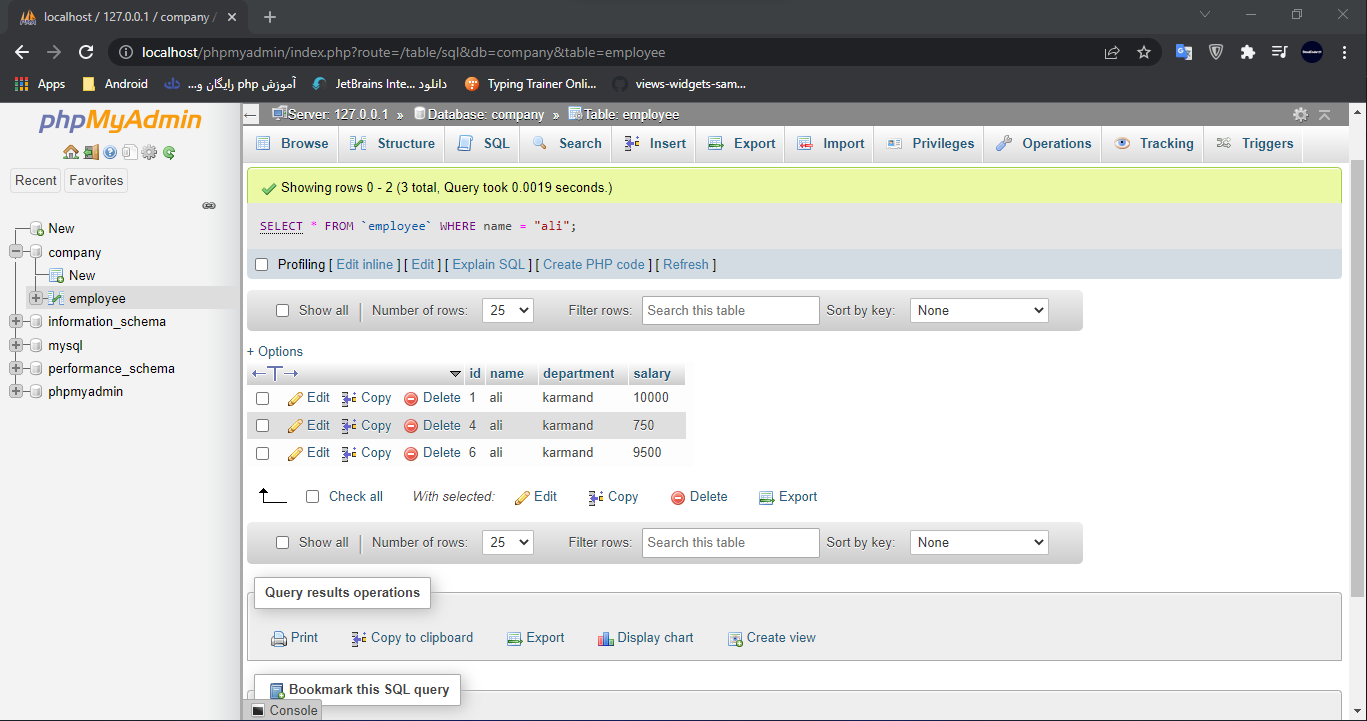 localhost / 127.0.0.1 / company /
localhost/phpmyadmin/index.php?route=/table/sql&db=company&table=employee
Apps Android آموزش php رایگان و... دانلود JetBrains Inte... Typing Trainer Onli... views-widgets-sam...
phpMyAdmin
Recent Favorites
New
company
New
employee
information_schema
mysql
performance_schema
phpmyadmin
Server: 127.0.0.1 » Database: company » Table: employee
Browse Structure SQL Search Insert Export Import Privileges Operations Tracking Triggers
Showing rows 0 - 2 (3 total, Query took 0.0019 seconds.)
SELECT * FROM `employee` WHERE name = "ali";
Profiling [ Edit inline ] [ Edit ] [ Explain SQL ] [ Create PHP code ] [ Refresh ]
Show all | Number of rows: 25 Filter rows: Search this table Sort by key: None
+ Options
←T→ id name department salary
Edit Copy Delete 1 ali karmand 10000
Edit Copy Delete 4 ali karmand 750
Edit Copy Delete 6 ali karmand 9500
Check all With selected: Edit Copy Delete Export
Show all | Number of rows: 25 Filter rows: Search this table Sort by key: None
Query results operations
Print Copy to clipboard Export Display chart Create view
Bookmark this SQL query
Console